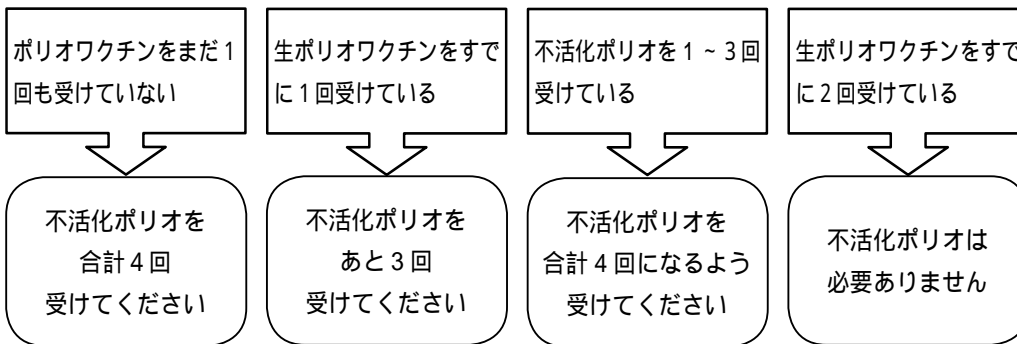 ポリオワクチンをまだ1
回も受けていない
生ポリオワクチンをすで
に1回受けている
不活化ポリオを1~3回
受けている
生ポリオワクチンをすで
に2回受けている
不活化ポリオを
合計4回
受けてください
不活化ポリオを
あと3回
受けてください
不活化ポリオを
合計4回になるよう
受けてください
不活化ポリオは
必要ありません